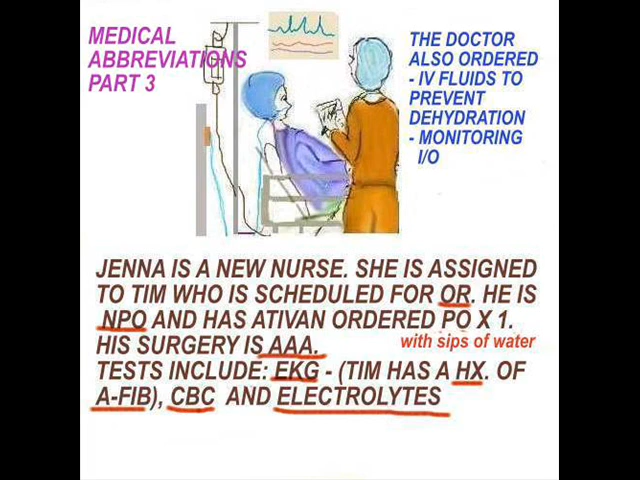 MEDICAL
ABBREVIATIONS
PART 3
THE DOCTOR
ALSO ORDERED
- IV FLUIDS TO
PREVENT
DEHYDRATION
- MONITORING
I/O
JENNA IS A NEW NURSE. SHE IS ASSIGNED
TO TIM WHO IS SCHEDULED FOR OR. HE IS
NPO AND HAS ATIVAN ORDERED PO X 1.
HIS SURGERY IS AAA.
with sips of water
TESTS INCLUDE: EKG - (TIM HAS A HX. OF
A-FIB), CBC AND ELECTROLYTES